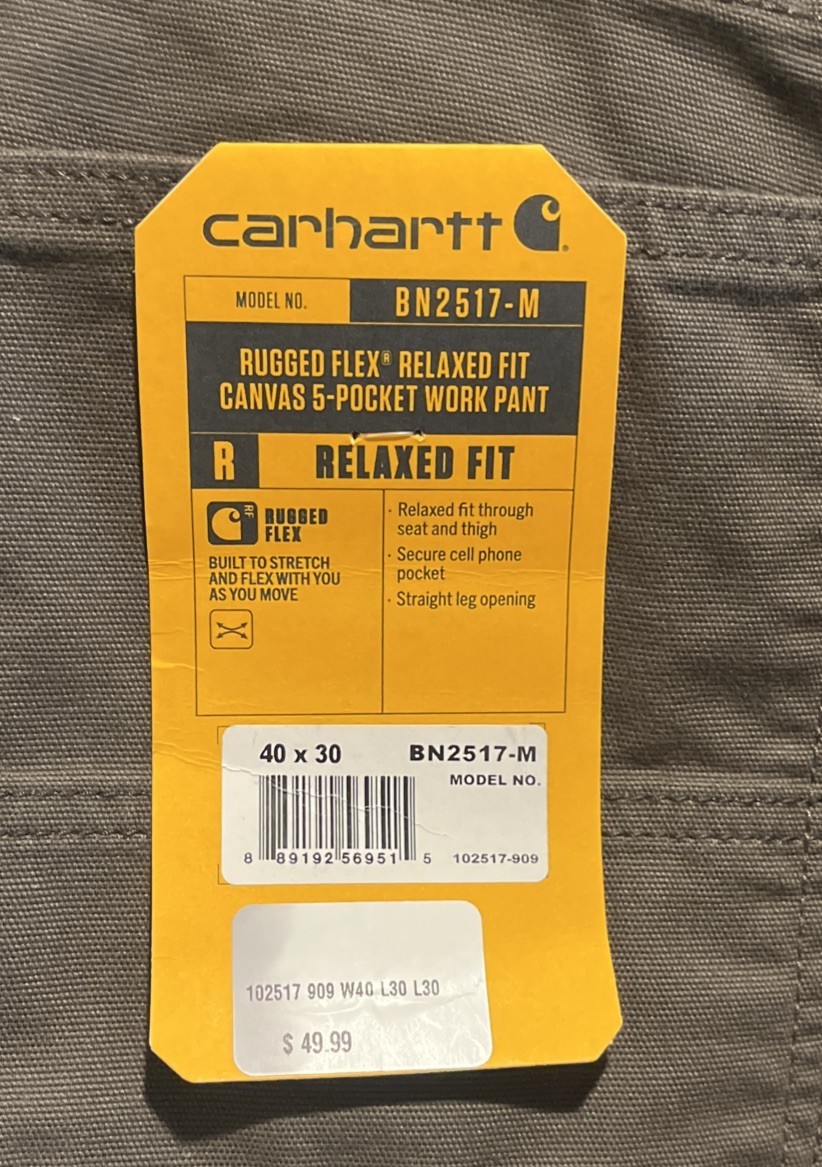 carhartt
MODEL NO. BN2517-M
RUGGED FLEX® RELAXED FIT
CANVAS 5-POCKET WORK PANT
R RELAXED FIT
RF
RUGGED
FLEX
BUILT TO STRETCH
AND FLEX WITH YOU
AS YOU MOVE
· Relaxed fit through
seat and thigh
· Secure cell phone
pocket
· Straight leg opening
40 x 30 BN2517-M
MODEL NO.
8 89192 56951 5 102517-909
102517 909 W40 L30 L30
$ 49.99